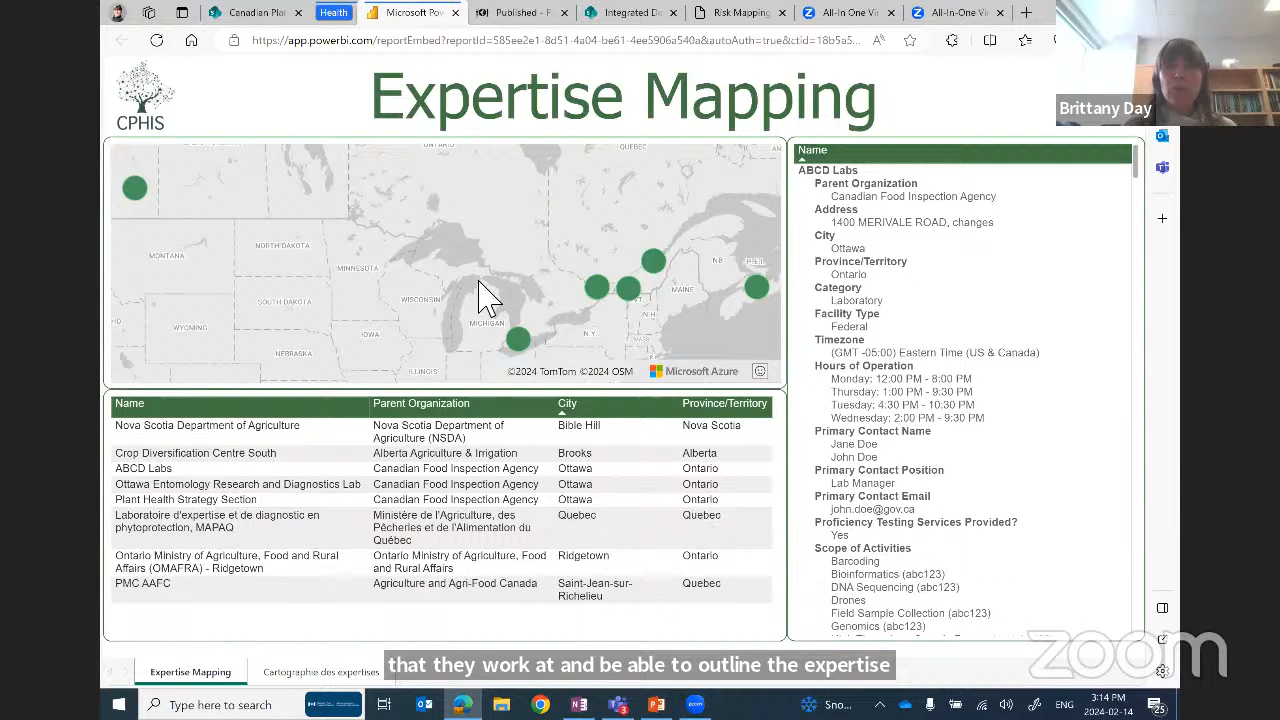 Canadian Plan
Health
Microsoft Pow
Published - F
Integrated De
Risk Mapping
All-In-One Vir
All-In-One Vir
https://app.powerbi.com/reportEmbed?reportId=585ee2e1-8d51-4a04-be61-4ee5906a540a&autoAuth=true&ctid=18b5a5...
Brittany Day
CPHIS
Expertise Mapping
ONTARIO
QUEBEC
MONTANA
NORTH DAKOTA
MINNESOTA
SOUTH DAKOTA
WISCONSIN
WYOMING
MICHIGAN
IOWA
NEBRASKA
ILLINOIS
N.Y.
VT
N.H.
MASS
MAINE
NB
P.E.I.
©2024 TomTom ©2024 OSM
Microsoft Azure
Name Parent Organization City Province/Territory
Nova Scotia Department of Agriculture Nova Scotia Department of Bible Hill Nova Scotia
Agriculture (NSDA)
Crop Diversification Centre South Alberta Agriculture & Irrigation Brooks Alberta
ABCD Labs Canadian Food Inspection Agency Ottawa Ontario
Ottawa Entomology Research and Diagnostics Lab Canadian Food Inspection Agency Ottawa Ontario
Plant Health Strategy Section Canadian Food Inspection Agency Ottawa Ontario
Laboratoire d'expertise et de diagnostic en Ministère de l'Agriculture, des Quebec Quebec
phytoprotection, MAPAQ Pêcheries et de l'Alimentation du
Québec
Ontario Ministry of Agriculture, Food and Rural Ontario Ministry of Agriculture, Food Ridgetown Ontario
Affairs (OMAFRA) - Ridgetown and Rural Affairs
PMC AAFC Agriculture and Agri-Food Canada Saint-Jean-sur- Quebec
Richelieu
Name
ABCD Labs
Parent Organization
Canadian Food Inspection Agency
Address
1400 MERIVALE ROAD, changes
City
Ottawa
Province/Territory
Ontario
Category
Laboratory
Facility Type
Federal
Timezone
(GMT -05:00) Eastern Time (US & Canada)
Hours of Operation
Monday: 12:00 PM - 8:00 PM
Thursday: 1:00 PM - 9:30 PM
Tuesday: 4:30 PM - 10:30 PM
Wednesday: 2:00 PM - 9:30 PM
Primary Contact Name
Jane Doe
John Doe
Primary Contact Position
Lab Manager
Primary Contact Email
john.doe@gov.ca
Proficiency Testing Services Provided?
Yes
Scope of Activities
Barcoding
Bioinformatics (abc123)
DNA Sequencing (abc123)
Drones
Field Sample Collection (abc123)
Genomics (abc123)
zoom
Expertise Mapping
Cartographie des expertises
that they work at and be able to outline the expertise
Type here to search
Sno...
ENG
3:14 PM
2024-02-14
25